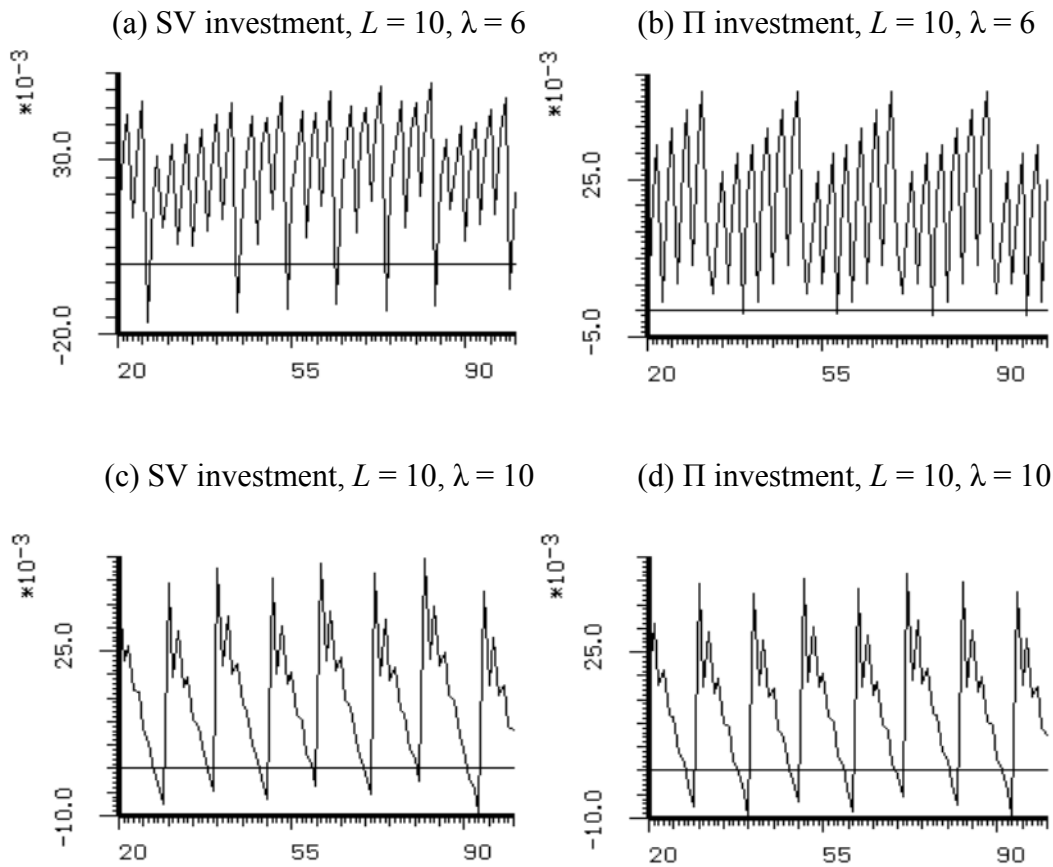 (a) SV investment, L = 10, λ = 6
(b) Π investment, L = 10, λ = 6
*10⁻³
30.0
-20.0
20 55 90
*10⁻³
25.0
-5.0
20 55 90
(c) SV investment, L = 10, λ = 10
(d) Π investment, L = 10, λ = 10
*10⁻³
25.0
-10.0
20 55 90
*10⁻³
25.0
-10.0
20 55 90